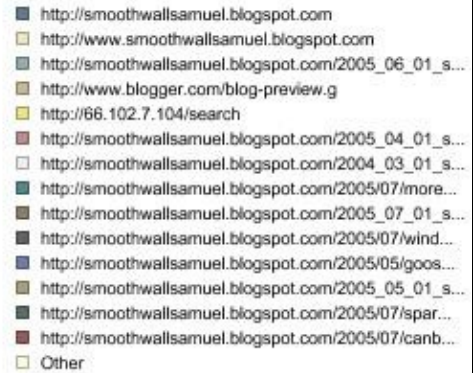 http://smoothwallsamuel.blogspot.com
http://www.smoothwallsamuel.blogspot.com
http://smoothwallsamuel.blogspot.com/2005_06_01_s...
http://www.blogger.com/blog-preview.g
http://66.102.7.104/search
http://smoothwallsamuel.blogspot.com/2005_04_01_s...
http://smoothwallsamuel.blogspot.com/2004_03_01_s...
http://smoothwallsamuel.blogspot.com/2005/07/more...
http://smoothwallsamuel.blogspot.com/2005_07_01_s...
http://smoothwallsamuel.blogspot.com/2005/07/wind...
http://smoothwallsamuel.blogspot.com/2005/05/goos...
http://smoothwallsamuel.blogspot.com/2005_05_01_s...
http://smoothwallsamuel.blogspot.com/2005/07/spar...
http://smoothwallsamuel.blogspot.com/2005/07/canb...
Other